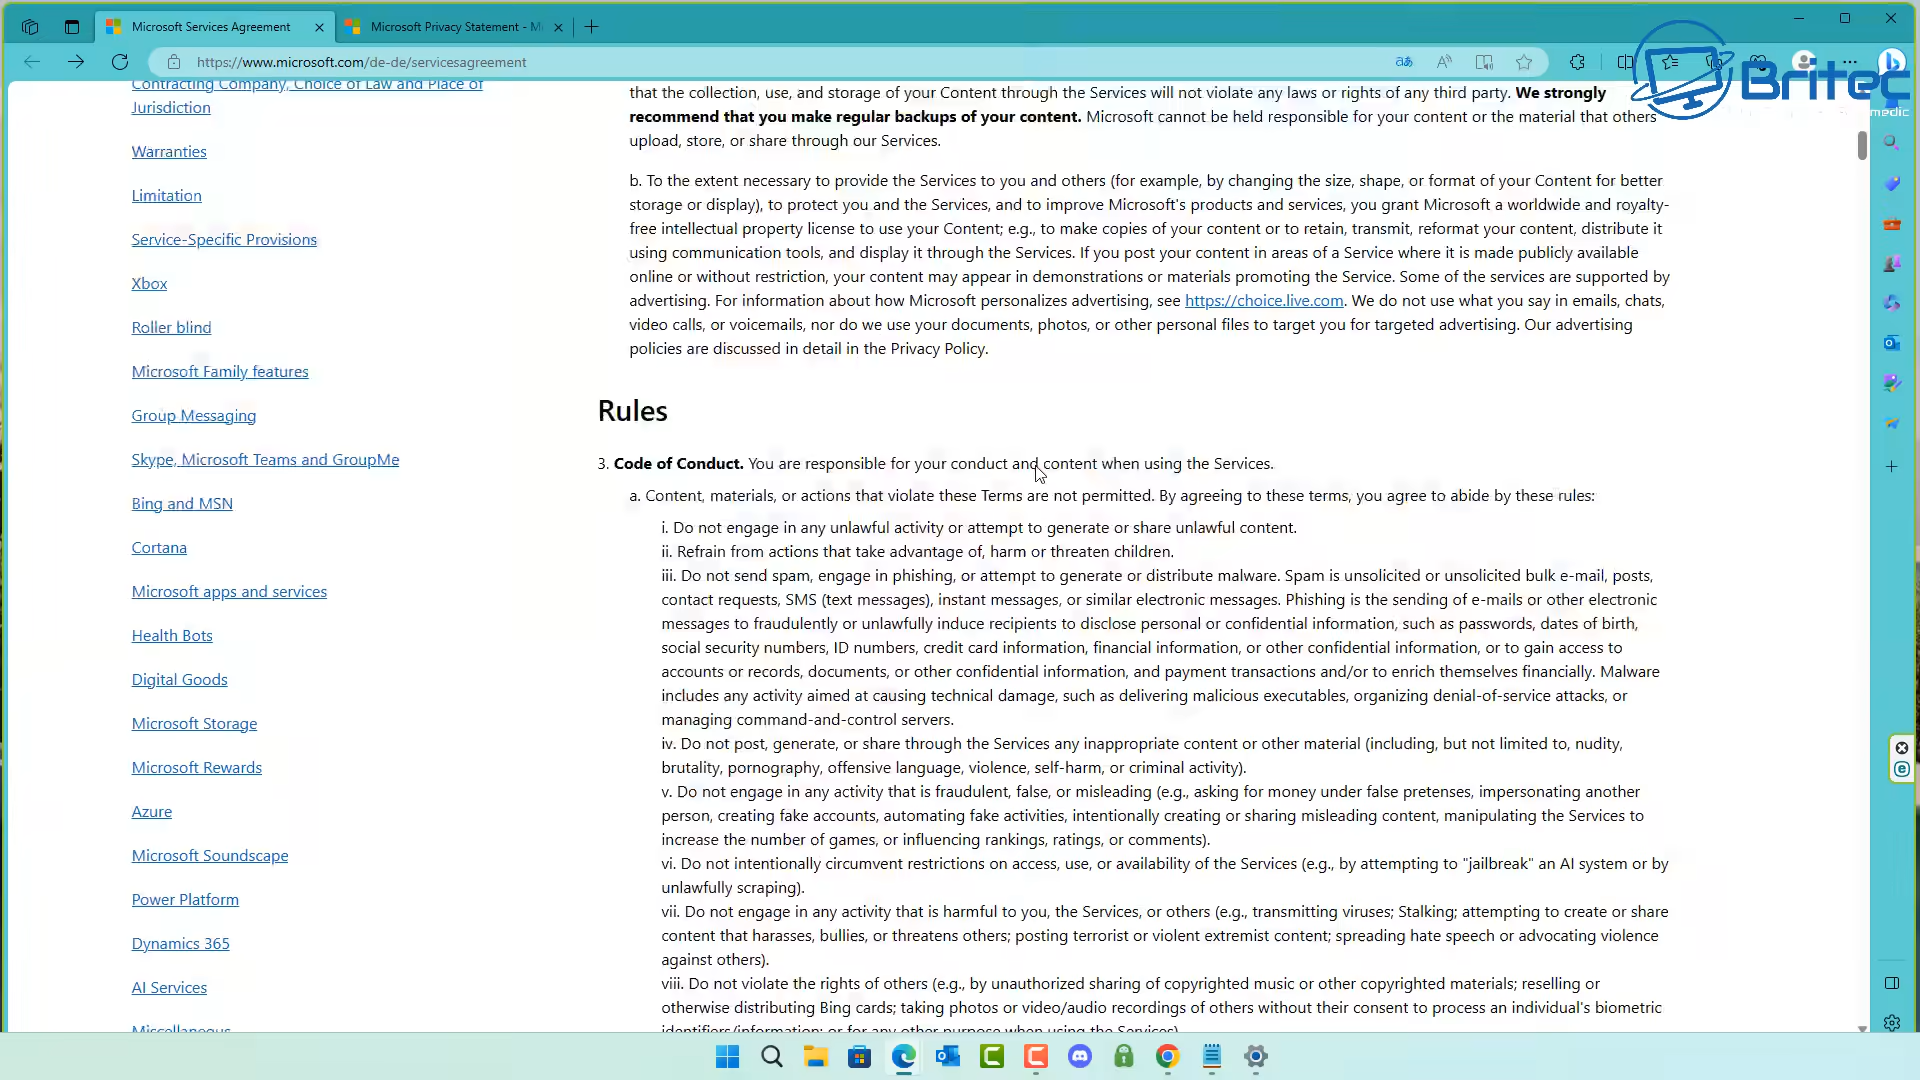 Microsoft Services Agreement
Microsoft Privacy Statement - Mi
https://www.microsoft.com/de-de/servicesagreement
Britec
medic
Contracting Company, Choice of Law and Place of
Jurisdiction
Warranties
Limitation
Service-Specific Provisions
Xbox
Roller blind
Microsoft Family features
Group Messaging
Skype, Microsoft Teams and GroupMe
Bing and MSN
Cortana
Microsoft apps and services
Health Bots
Digital Goods
Microsoft Storage
Microsoft Rewards
Azure
Microsoft Soundscape
Power Platform
Dynamics 365
AI Services
Miscellaneous
that the collection, use, and storage of your Content through the Services will not violate any laws or rights of any third party. We strongly
recommend that you make regular backups of your content. Microsoft cannot be held responsible for your content or the material that others
upload, store, or share through our Services.
b. To the extent necessary to provide the Services to you and others (for example, by changing the size, shape, or format of your Content for better
storage or display), to protect you and the Services, and to improve Microsoft's products and services, you grant Microsoft a worldwide and royalty-
free intellectual property license to use your Content; e.g., to make copies of your content or to retain, transmit, reformat your content, distribute it
using communication tools, and display it through the Services. If you post your content in areas of a Service where it is made publicly available
online or without restriction, your content may appear in demonstrations or materials promoting the Service. Some of the services are supported by
advertising. For information about how Microsoft personalizes advertising, see https://choice.live.com. We do not use what you say in emails, chats,
video calls, or voicemails, nor do we use your documents, photos, or other personal files to target you for targeted advertising. Our advertising
policies are discussed in detail in the Privacy Policy.
Rules
3. Code of Conduct. You are responsible for your conduct and content when using the Services.
a. Content, materials, or actions that violate these Terms are not permitted. By agreeing to these terms, you agree to abide by these rules:
i. Do not engage in any unlawful activity or attempt to generate or share unlawful content.
ii. Refrain from actions that take advantage of, harm or threaten children.
iii. Do not send spam, engage in phishing, or attempt to generate or distribute malware. Spam is unsolicited or unsolicited bulk e-mail, posts,
contact requests, SMS (text messages), instant messages, or similar electronic messages. Phishing is the sending of e-mails or other electronic
messages to fraudulently or unlawfully induce recipients to disclose personal or confidential information, such as passwords, dates of birth,
social security numbers, ID numbers, credit card information, financial information, or other confidential information, or to gain access to
accounts or records, documents, or other confidential information, and payment transactions and/or to enrich themselves financially. Malware
includes any activity aimed at causing technical damage, such as delivering malicious executables, organizing denial-of-service attacks, or
managing command-and-control servers.
iv. Do not post, generate, or share through the Services any inappropriate content or other material (including, but not limited to, nudity,
brutality, pornography, offensive language, violence, self-harm, or criminal activity).
v. Do not engage in any activity that is fraudulent, false, or misleading (e.g., asking for money under false pretenses, impersonating another
person, creating fake accounts, automating fake activities, intentionally creating or sharing misleading content, manipulating the Services to
increase the number of games, or influencing rankings, ratings, or comments).
vi. Do not intentionally circumvent restrictions on access, use, or availability of the Services (e.g., by attempting to "jailbreak" an AI system or by
unlawfully scraping).
vii. Do not engage in any activity that is harmful to you, the Services, or others (e.g., transmitting viruses; Stalking; attempting to create or share
content that harasses, bullies, or threatens others; posting terrorist or violent extremist content; spreading hate speech or advocating violence
against others).
viii. Do not violate the rights of others (e.g., by unauthorized sharing of copyrighted music or other copyrighted materials; reselling or
otherwise distributing Bing cards; taking photos or video/audio recordings of others without their consent to process an individual's biometric
identifiers/information; or for any other purpose when using the Services).